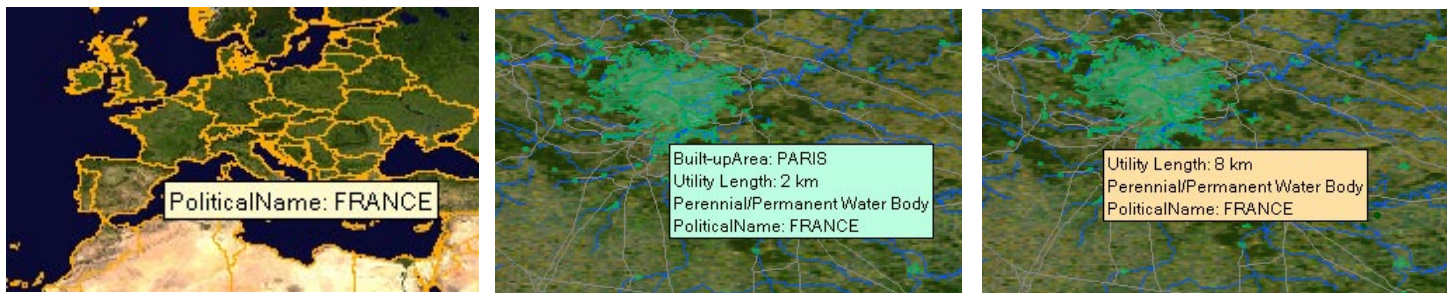 PoliticalName: FRANCE
Built-upArea: PARIS
Utility Length: 2 km
Perennial/Permanent Water Body
PoliticalName: FRANCE
Utility Length: 8 km
Perennial/Permanent Water Body
PoliticalName: FRANCE